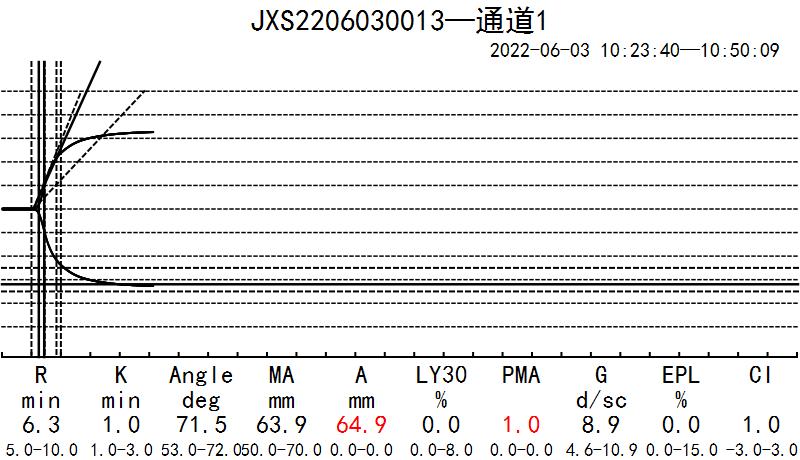 JXS2206030013—通道1
2022-06-03 10:23:40—10:50:09
R K Angle MA A LY30 PMA G EPL CI
min min deg mm mm % d/sc %
6.3 1.0 71.5 63.9 64.9 0.0 1.0 8.9 0.0 1.0
5.0-10.0 1.0-3.0 53.0-72.0 50.0-70.0 0.0-0.0 0.0-8.0 0.0-0.0 4.6-10.9 0.0-15.0 -3.0-3.0